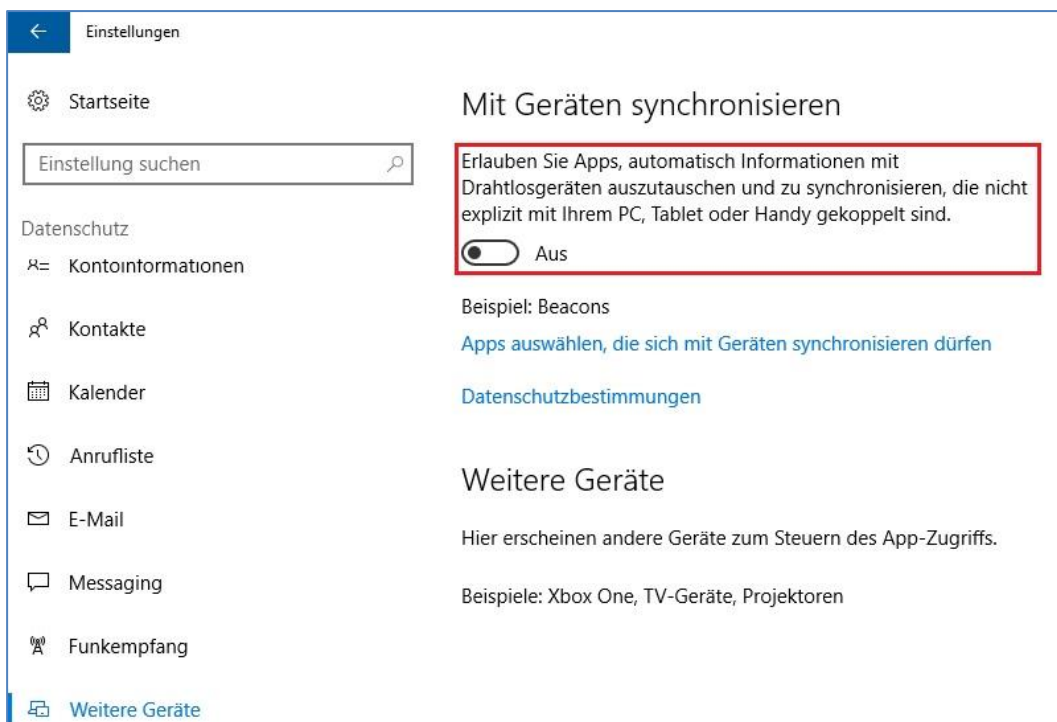 Einstellungen
Startseite
Einstellung suchen
Datenschutz
Kontoinformationen
Kontakte
Kalender
Anrufliste
E-Mail
Messaging
Funkempfang
Weitere Geräte
Mit Geräten synchronisieren
Erlauben Sie Apps, automatisch Informationen mit
Drahtlosgeräten auszutauschen und zu synchronisieren, die nicht
explizit mit Ihrem PC, Tablet oder Handy gekoppelt sind.
Aus
Beispiel: Beacons
Apps auswählen, die sich mit Geräten synchronisieren dürfen
Datenschutzbestimmungen
Weitere Geräte
Hier erscheinen andere Geräte zum Steuern des App-Zugriffs.
Beispiele: Xbox One, TV-Geräte, Projektoren